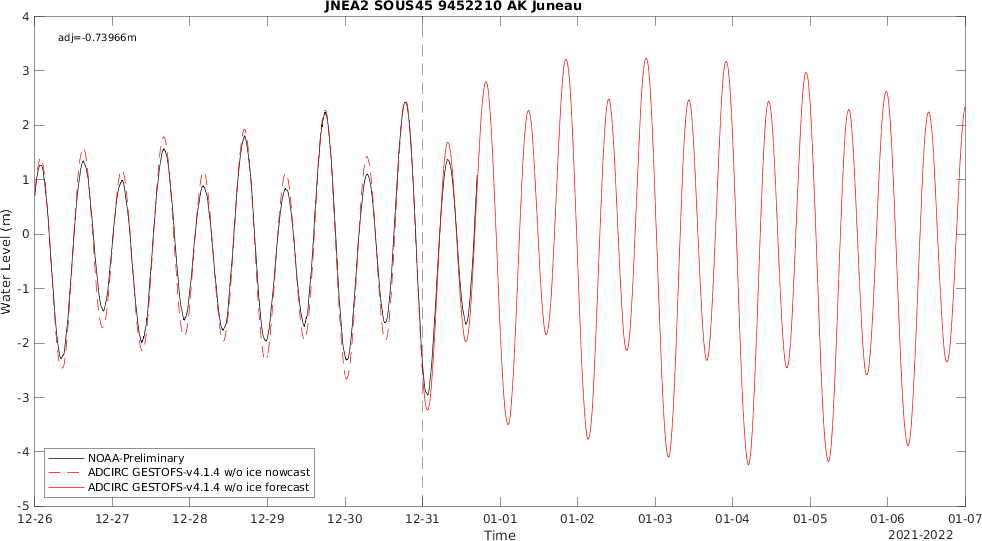 JNEA2 SOUS45 9452210 AK Juneau
adj=-0.73966m
4
3
2
1
0
-1
-2
-3
-4
-5
Water Level (m)
NOAA-Preliminary
ADCIRC GESTOFS-v4.1.4 w/o ice nowcast
ADCIRC GESTOFS-v4.1.4 w/o ice forecast
12-26 12-27 12-28 12-29 12-30 12-31 01-01 01-02 01-03 01-04 01-05 01-06 01-07
Time
2021-2022